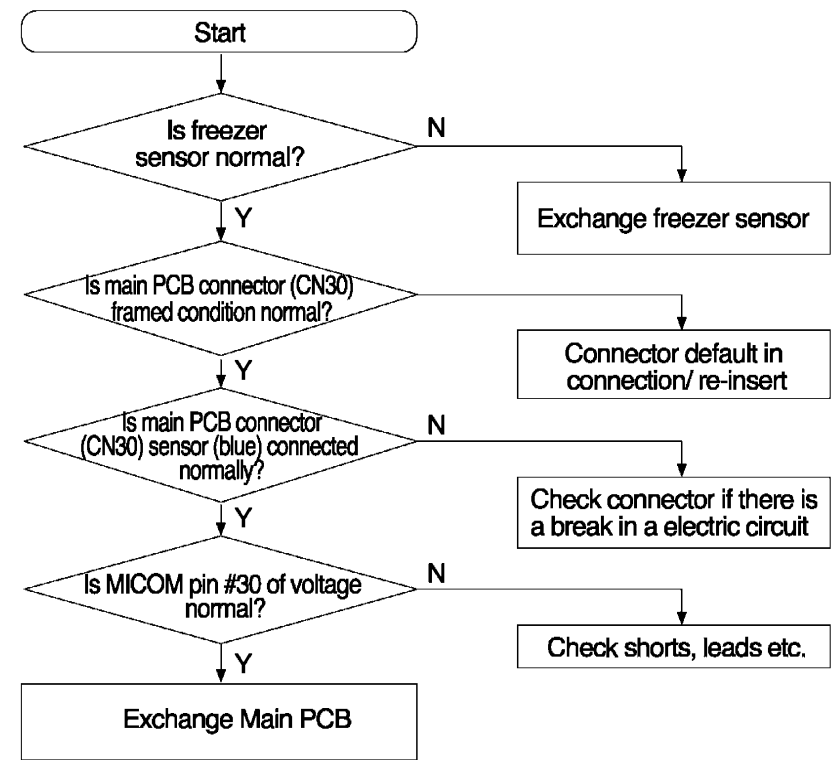 Start
Is freezer
sensor normal?
N
Exchange freezer sensor
Y
Is main PCB connector (CN30)
framed condition normal?
Connector default in
connection/ re-insert
Y
Is main PCB connector
(CN30) sensor (blue) connected
normally?
N
Check connector if there is
a break in a electric circuit
Y
Is MICOM pin #30 of voltage
normal?
N
Check shorts, leads etc.
Y
Exchange Main PCB